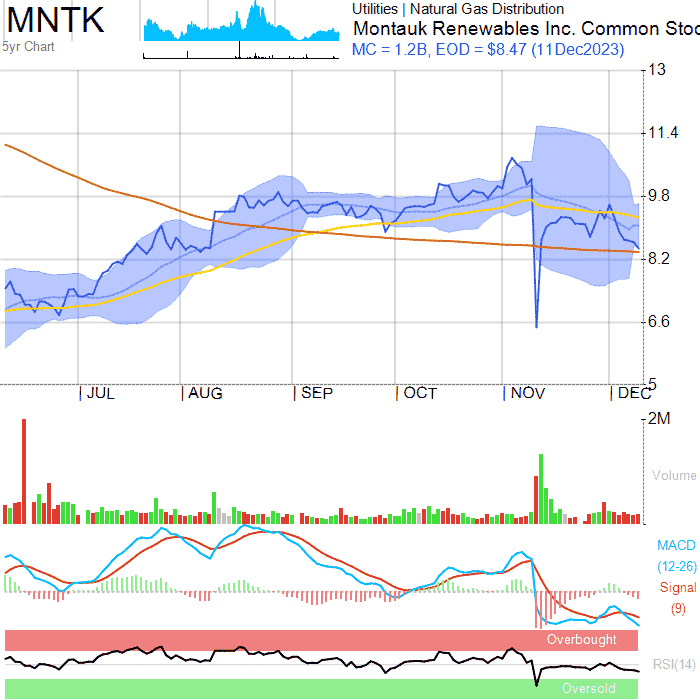 MNTK
5yr Chart
Utilities | Natural Gas Distribution
Montauk Renewables Inc. Common Stoc
MC = 1.2B, EOD = $8.47 (11Dec2023)
13
11.4
9.8
8.2
6.6
5
| JUL | AUG | SEP | OCT | NOV | DEC
2M
Volume
MACD
(12-26)
Signal
(9)
Overbought
RSI(14)
Oversold